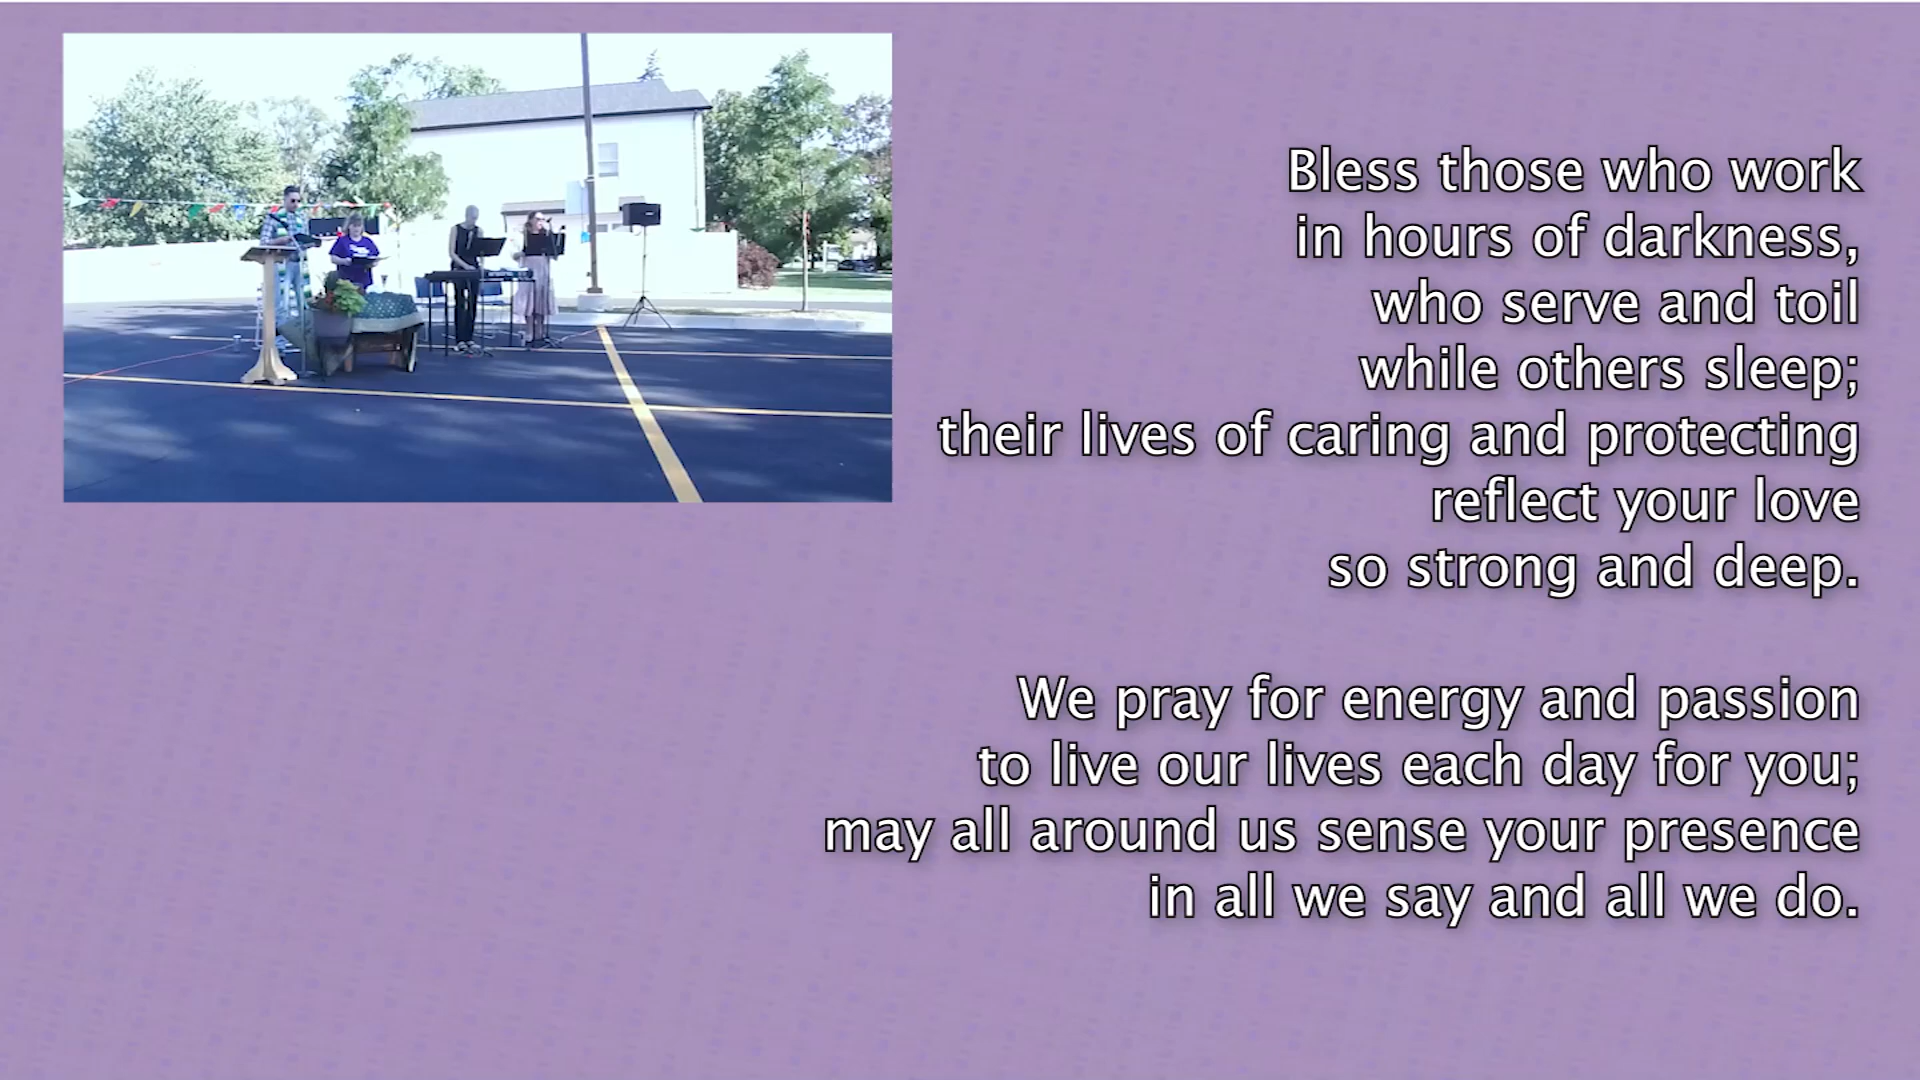 Bless those who work
in hours of darkness,
who serve and toil
while others sleep;
their lives of caring and protecting
reflect your love
so strong and deep.
We pray for energy and passion
to live our lives each day for you;
may all around us sense your presence
in all we say and all we do.